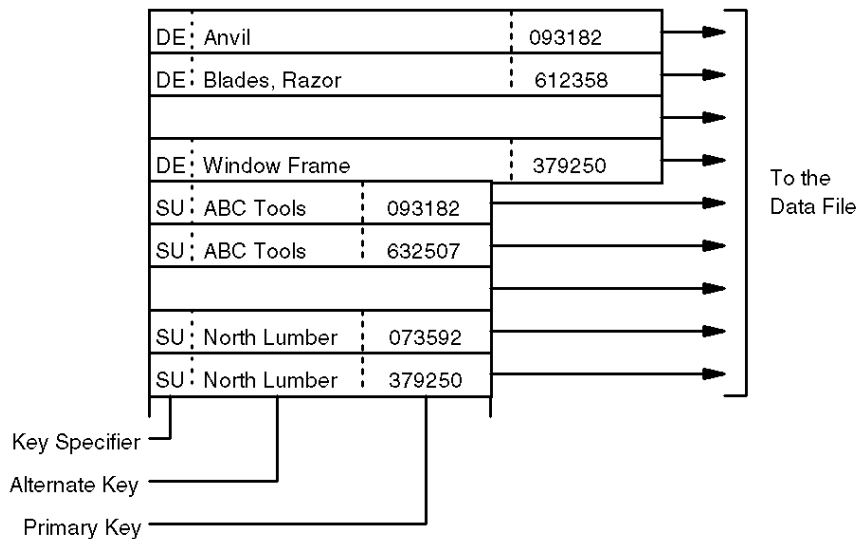 DE Anvil 093182
DE Blades, Razor 612358
DE Window Frame 379250
SU ABC Tools 093182
SU ABC Tools 632507
SU North Lumber 073592
SU North Lumber 379250
To the
Data File
Key Specifier
Alternate Key
Primary Key